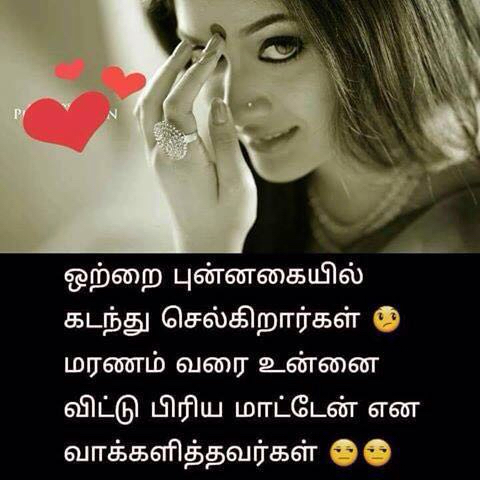 ஒற்றை புன்னகையில்
கடந்து செல்கிறார்கள் 😞
மரணம் வரை உன்னை
விட்டு பிரிய மாட்டேன் என
வாக்களித்தவர்கள் 😒😒